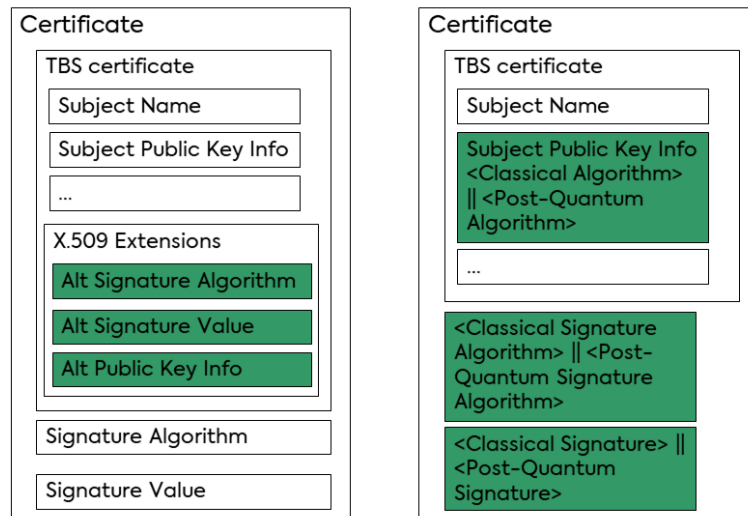 Certificate
TBS certificate
Subject Name
Subject Public Key Info
...
X.509 Extensions
Alt Signature Algorithm
Alt Signature Value
Alt Public Key Info
Signature Algorithm
Signature Value
Certificate
TBS certificate
Subject Name
Subject Public Key Info
<Classical Algorithm>
|| <Post-Quantum
Algorithm>
...
<Classical Signature
Algorithm> || <Post-
Quantum Signature
Algorithm>
<Classical Signature> ||
<Post-Quantum
Signature>